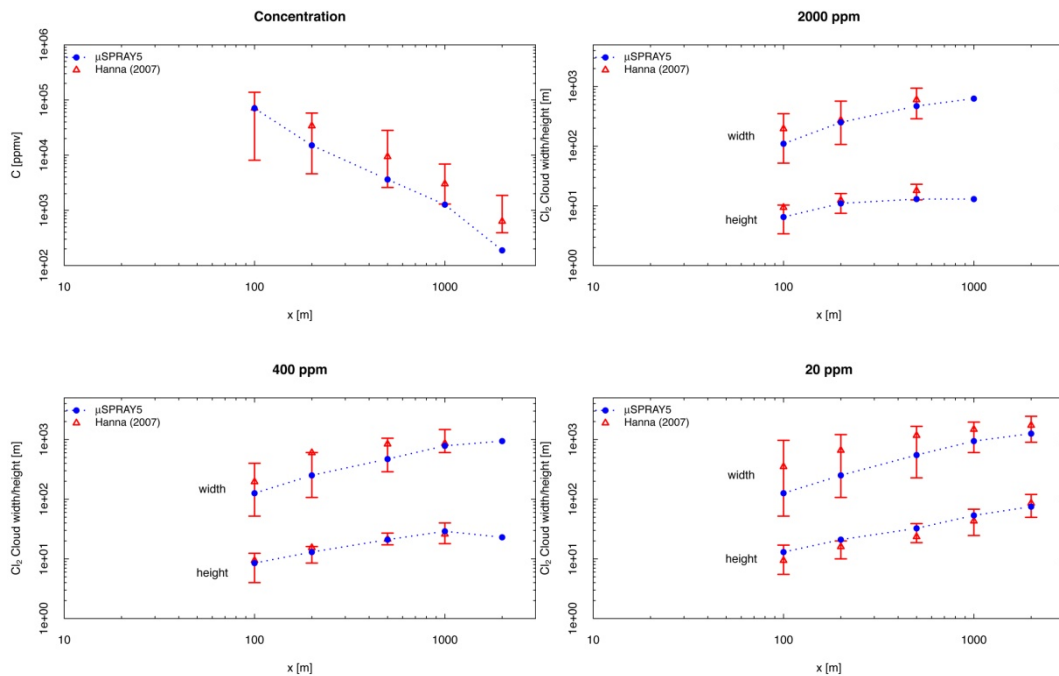 Concentration
µSPRAY5
Hanna (2007)
C [ppmv]
1e+06
1e+05
1e+04
1e+03
1e+02
10
100
1000
x [m]
2000 ppm
µSPRAY5
Hanna (2007)
Cl₂ Cloud width/height [m]
1e+03
1e+02
1e+01
1e+00
width
height
10
100
1000
x [m]
400 ppm
µSPRAY5
Hanna (2007)
Cl₂ Cloud width/height [m]
1e+03
1e+02
1e+01
1e+00
width
height
10
100
1000
x [m]
20 ppm
µSPRAY5
Hanna (2007)
Cl₂ Cloud width/height [m]
1e+03
1e+02
1e+01
1e+00
width
height
10
100
1000
x [m]